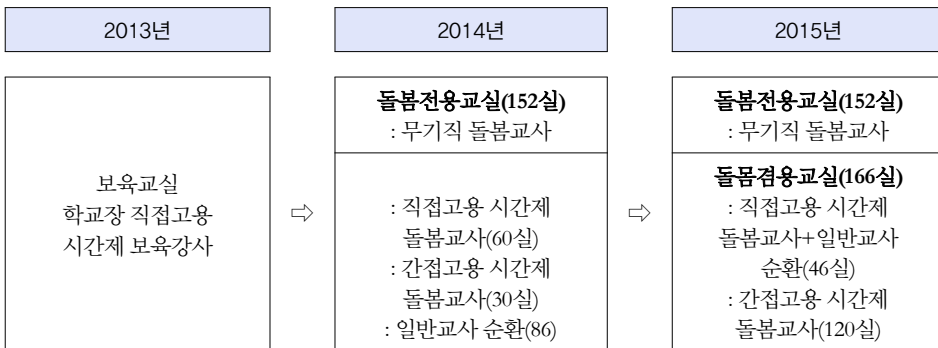 2013년
2014년
2015년
보육교실
학교장 직접고용
시간제 보육강사
⇨
돌봄전용교실(152실)
: 무기직 돌봄교사
: 직접고용 시간제
돌봄교사(60실)
: 간접고용 시간제
돌봄교사(30실)
: 일반교사 순환(86)
⇨
돌봄전용교실(152실)
: 무기직 돌봄교사
돌몸겸용교실(166실)
: 직접고용 시간제
돌봄교사+일반교사
순환(46실)
: 간접고용 시간제
돌봄교사(120실)